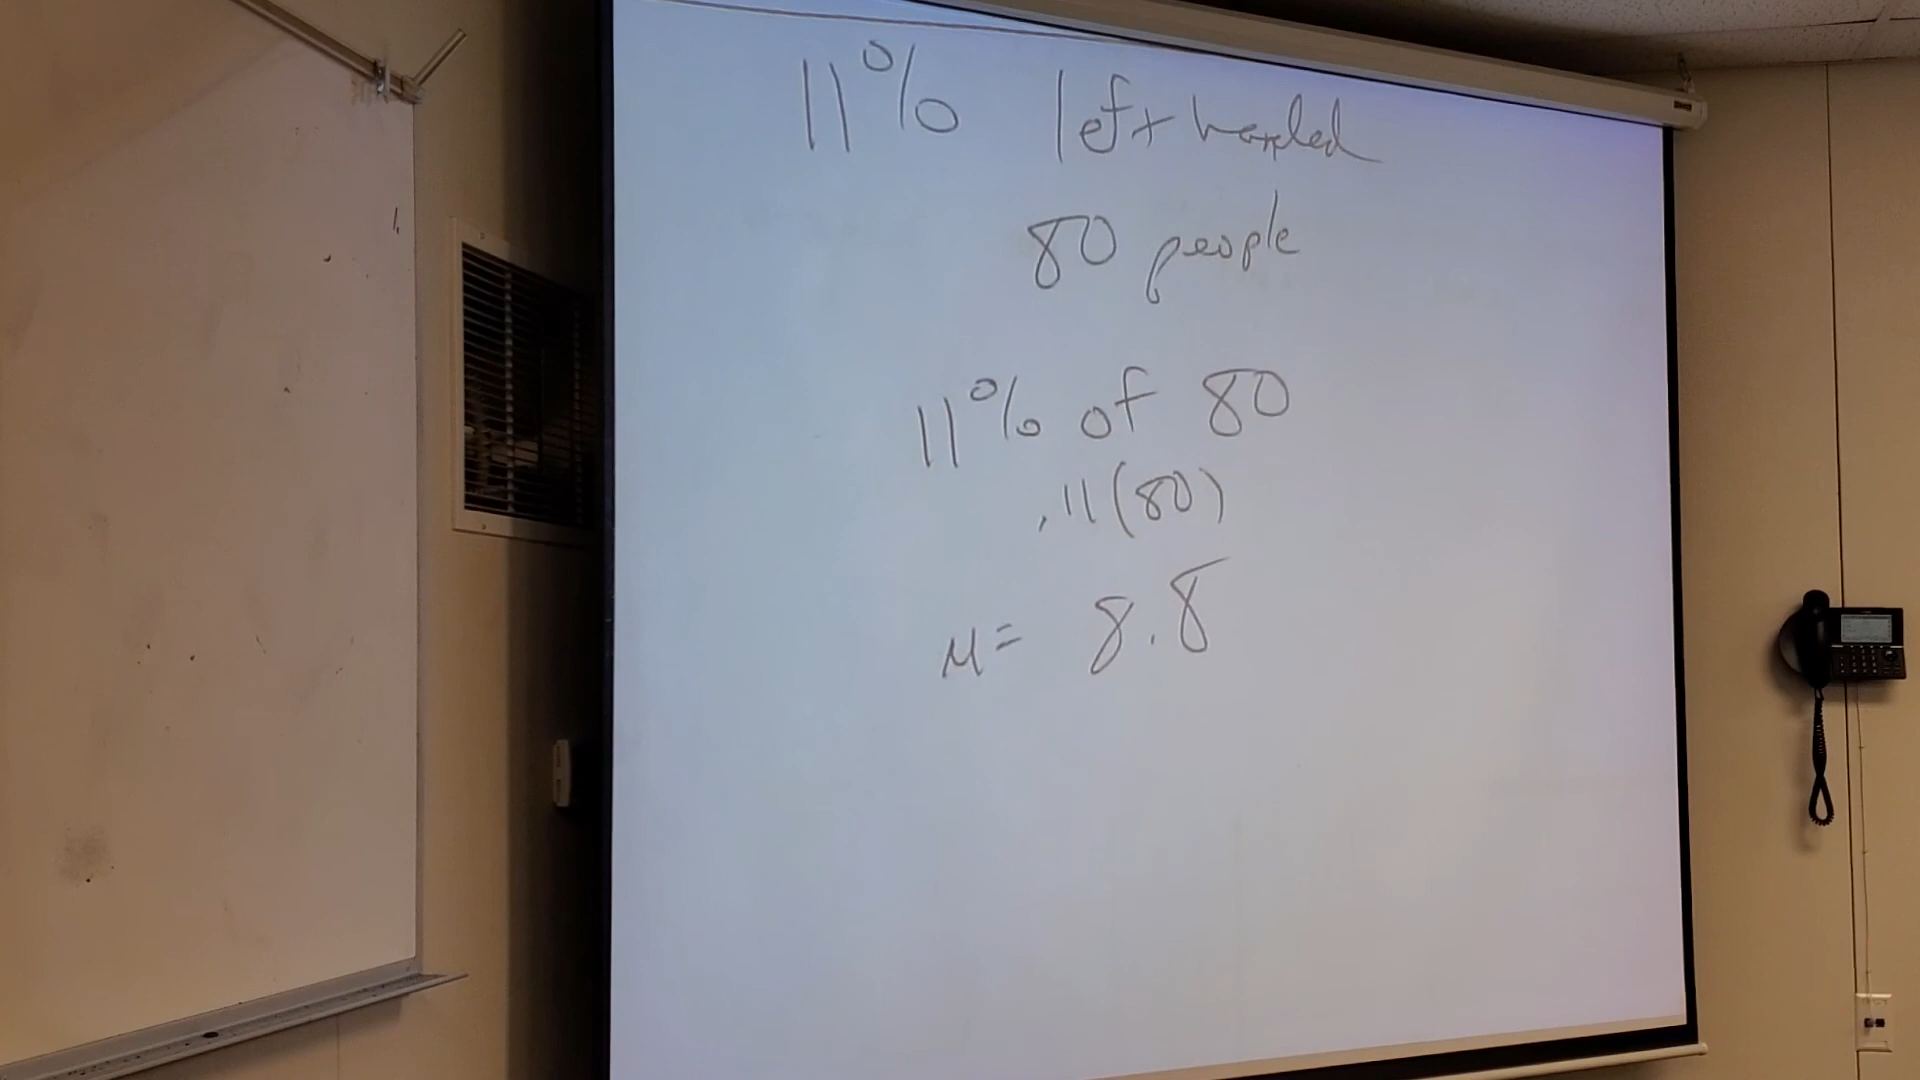 11% left handed
80 people
11% of 80
.11(80)
μ= 8.8